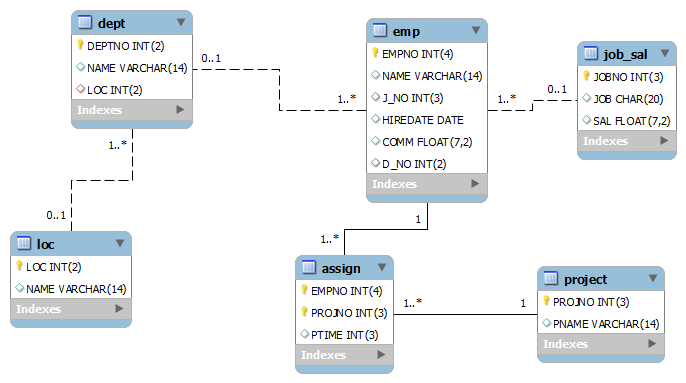 dept
DEPTNO INT(2)
NAME VARCHAR(14)
LOC INT(2)
Indexes
0..1
1..*
emp
EMPNO INT(4)
NAME VARCHAR(14)
J_NO INT(3)
HIREDATE DATE
COMM FLOAT(7,2)
D_NO INT(2)
Indexes
1..*
0..1
job_sal
JOBNO INT(3)
JOB CHAR(20)
SAL FLOAT(7,2)
Indexes
1..*
0..1
loc
LOC INT(2)
NAME VARCHAR(14)
Indexes
1
1..*
assign
EMPNO INT(4)
PROJNO INT(3)
PTIME INT(3)
Indexes
1..*
1
project
PROJNO INT(3)
PNAME VARCHAR(14)
Indexes